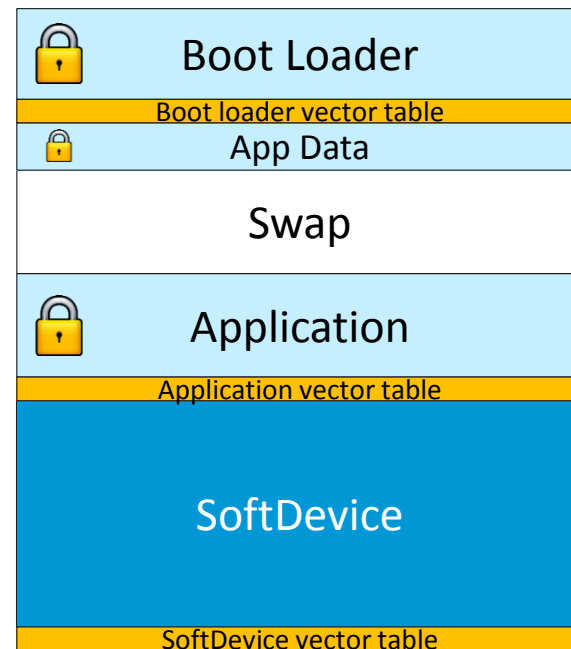 Boot Loader
Boot loader vector table
App Data
Swap
Application
Application vector table
SoftDevice
SoftDevice vector table